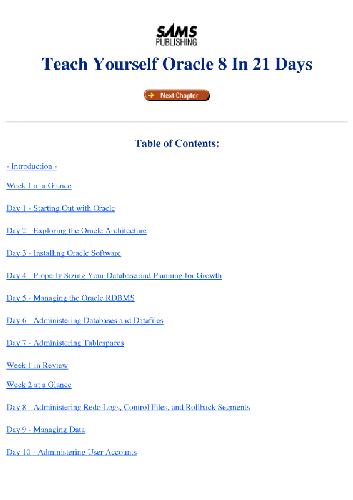 SAMS
PUBLISHING
Teach Yourself Oracle 8 In 21 Days
Next Chapter
Table of Contents:
- Introduction -
Week 1 at a Glance
Day 1 - Starting Out with Oracle
Day 2 - Exploring the Oracle Architecture
Day 3 - Installing Oracle Software
Day 4 - Properly Sizing Your Database and Planning for Growth
Day 5 - Managing the Oracle RDBMS
Day 6 - Administering Databases and Datafiles
Day 7 - Administering Tablespaces
Week 1 in Review
Week 2 at a Glance
Day 8 - Administering Redo Logs, Control Files, and Rollback Segments
Day 9 - Managing Data
Day 10 - Administering User Accounts